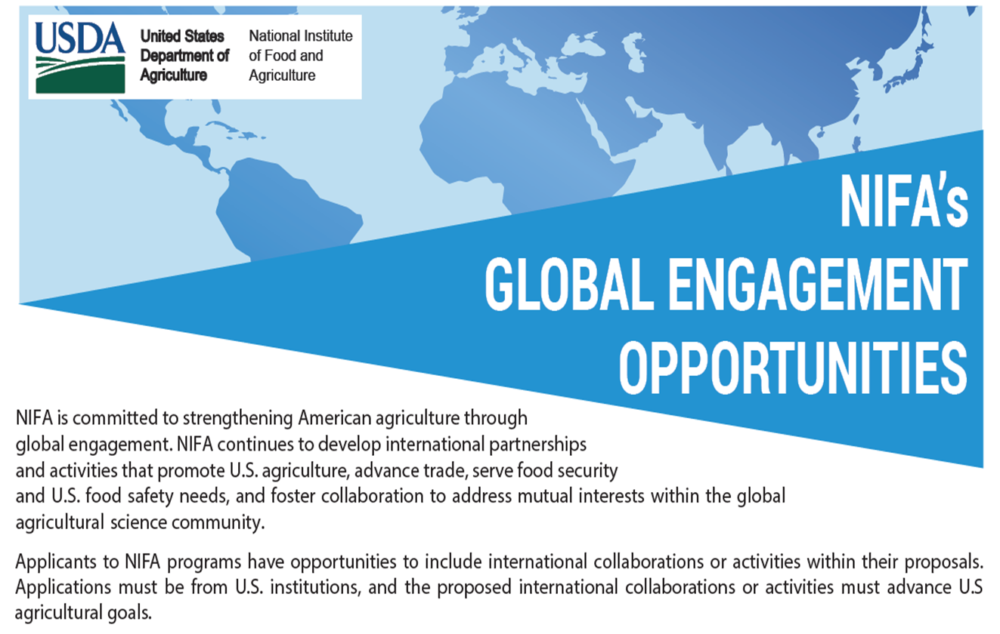 USDA
United States
Department of
Agriculture
National Institute
of Food and
Agriculture
NIFA's
GLOBAL ENGAGEMENT
OPPORTUNITIES
NIFA is committed to strengthening American agriculture through
global engagement. NIFA continues to develop international partnerships
and activities that promote U.S. agriculture, advance trade, serve food security
and U.S. food safety needs, and foster collaboration to address mutual interests within the global
agricultural science community.
Applicants to NIFA programs have opportunities to include international collaborations or activities within their proposals.
Applications must be from U.S. institutions, and the proposed international collaborations or activities must advance U.S
agricultural goals.